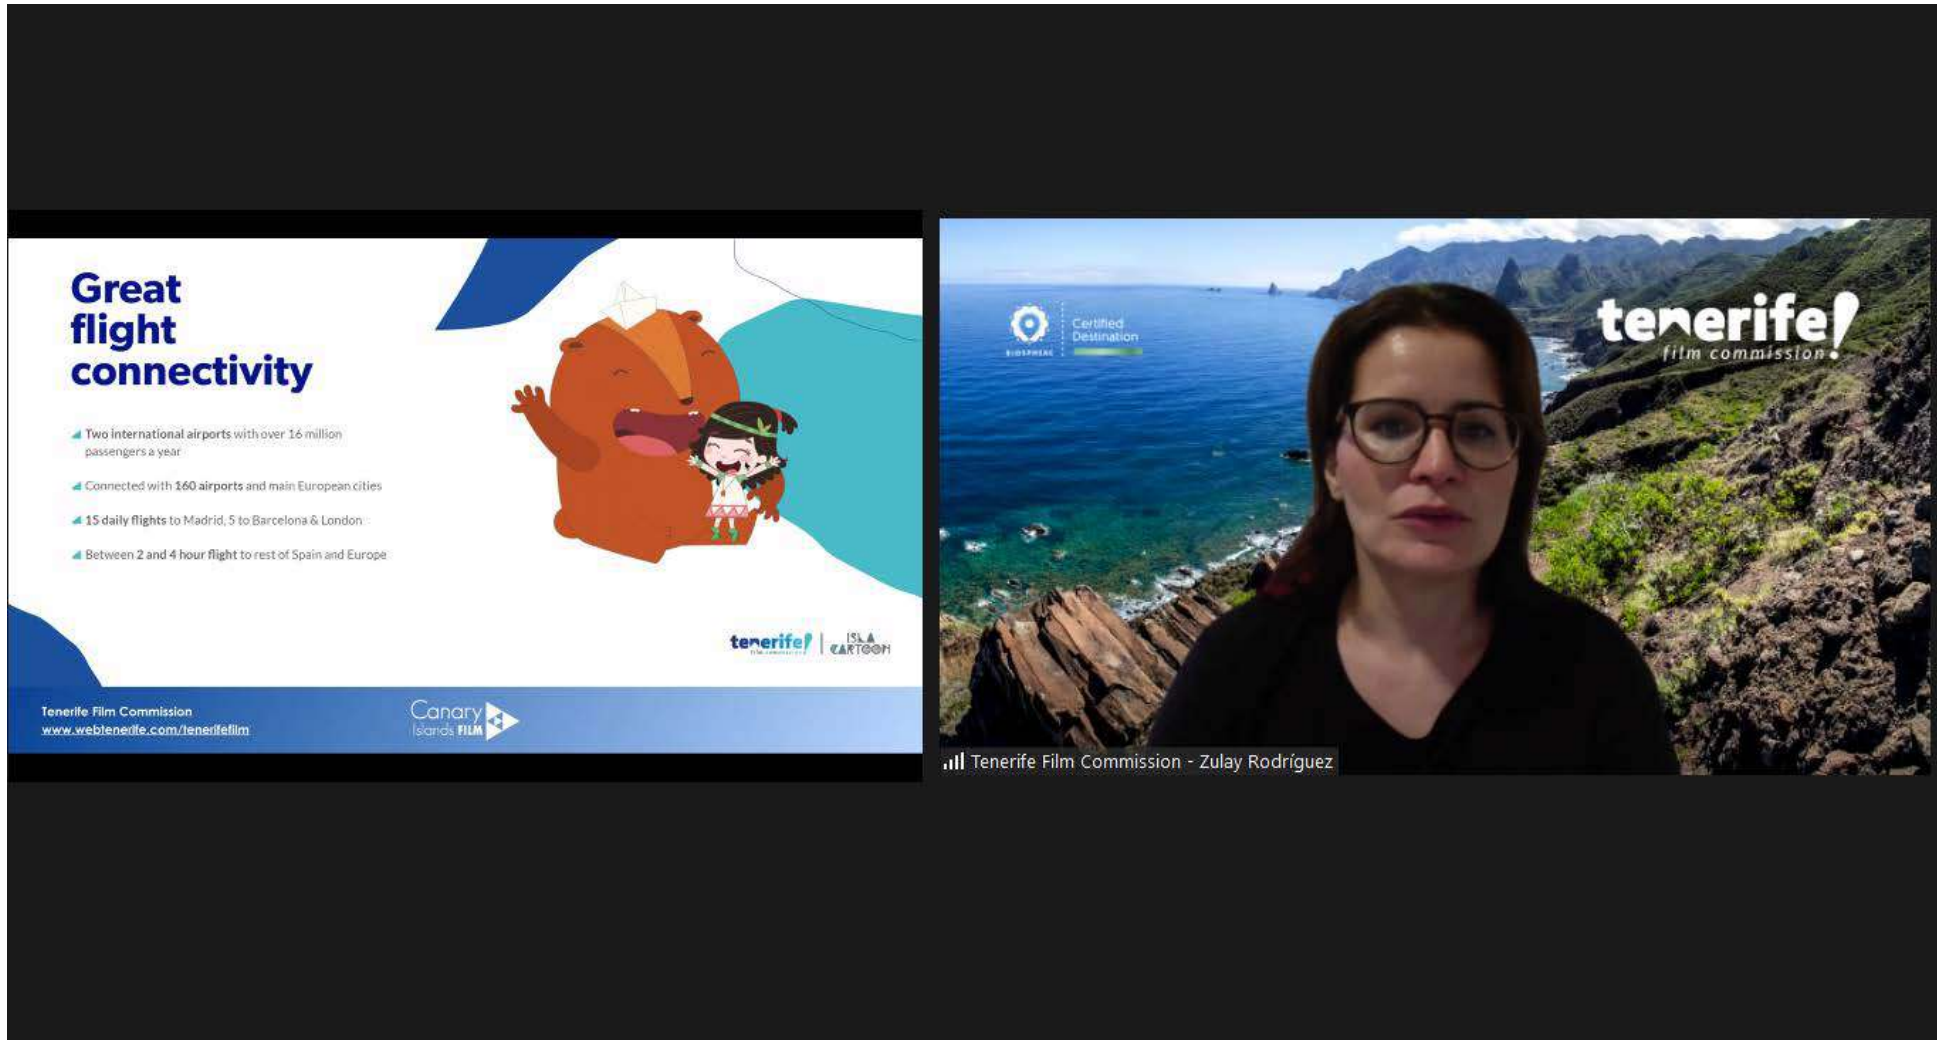 Great
flight
connectivity
Two international airports with over 16 million
passengers a year
Connected with 160 airports and main European cities
15 daily flights to Madrid, 5 to Barcelona & London
Between 2 and 4 hour flight to rest of Spain and Europe
tenerife!
film commission
ISLA
CARTOON
Tenerife Film Commission
www.webtenerife.com/tenerifefilm
Canary
Islands FILM
BIOSPHERE
Certified
Destination
tenerife!
film commission
Tenerife Film Commission - Zulay Rodríguez